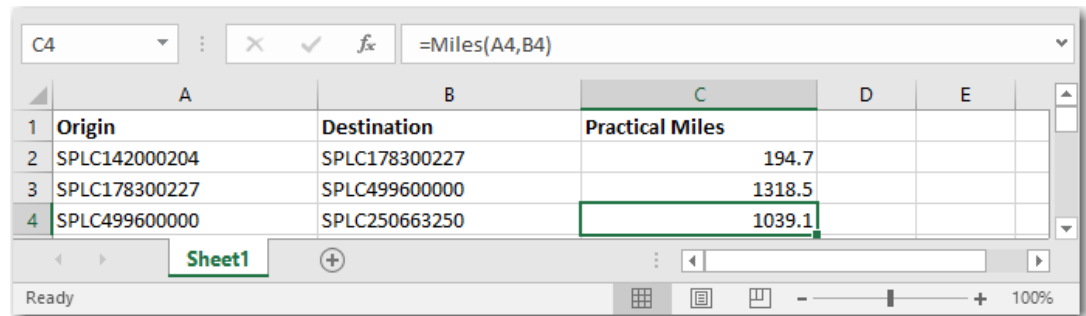 C4 fx =Miles(A4,B4)
A B C D E
1 Origin Destination Practical Miles
2 SPLC142000204 SPLC178300227 194.7
3 SPLC178300227 SPLC499600000 1318.5
4 SPLC499600000 SPLC250663250 1039.1
Sheet1
Ready 100%